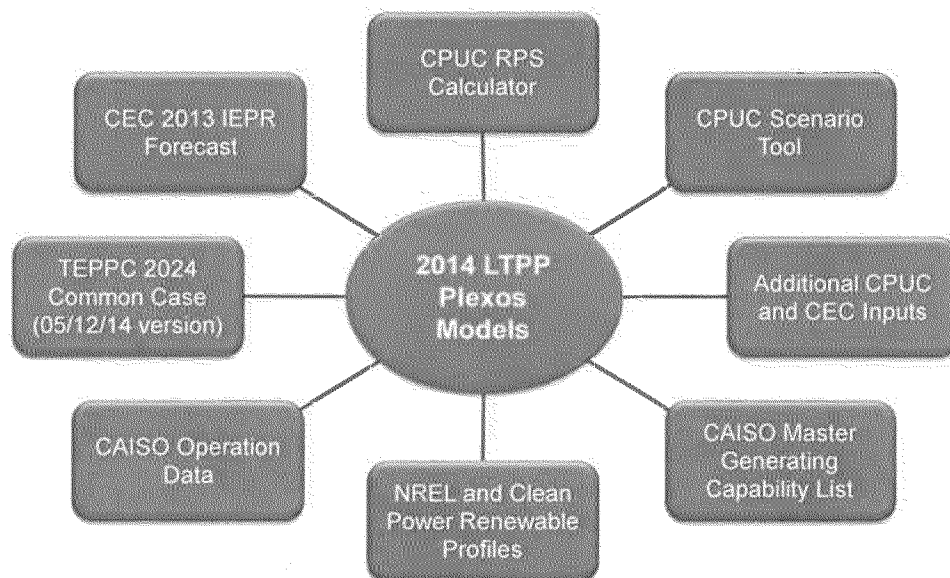 CPUC RPS
Calculator
CEC 2013 IEPR
Forecast
CPUC Scenario
Tool
2014 LTPP
Plexos
Models
TEPPC 2024
Common Case
(05/12/14 version)
Additional CPUC
and CEC Inputs
CAISO Operation
Data
NREL and Clean
Power Renewable
Profiles
CAISO Master
Generating
Capability List